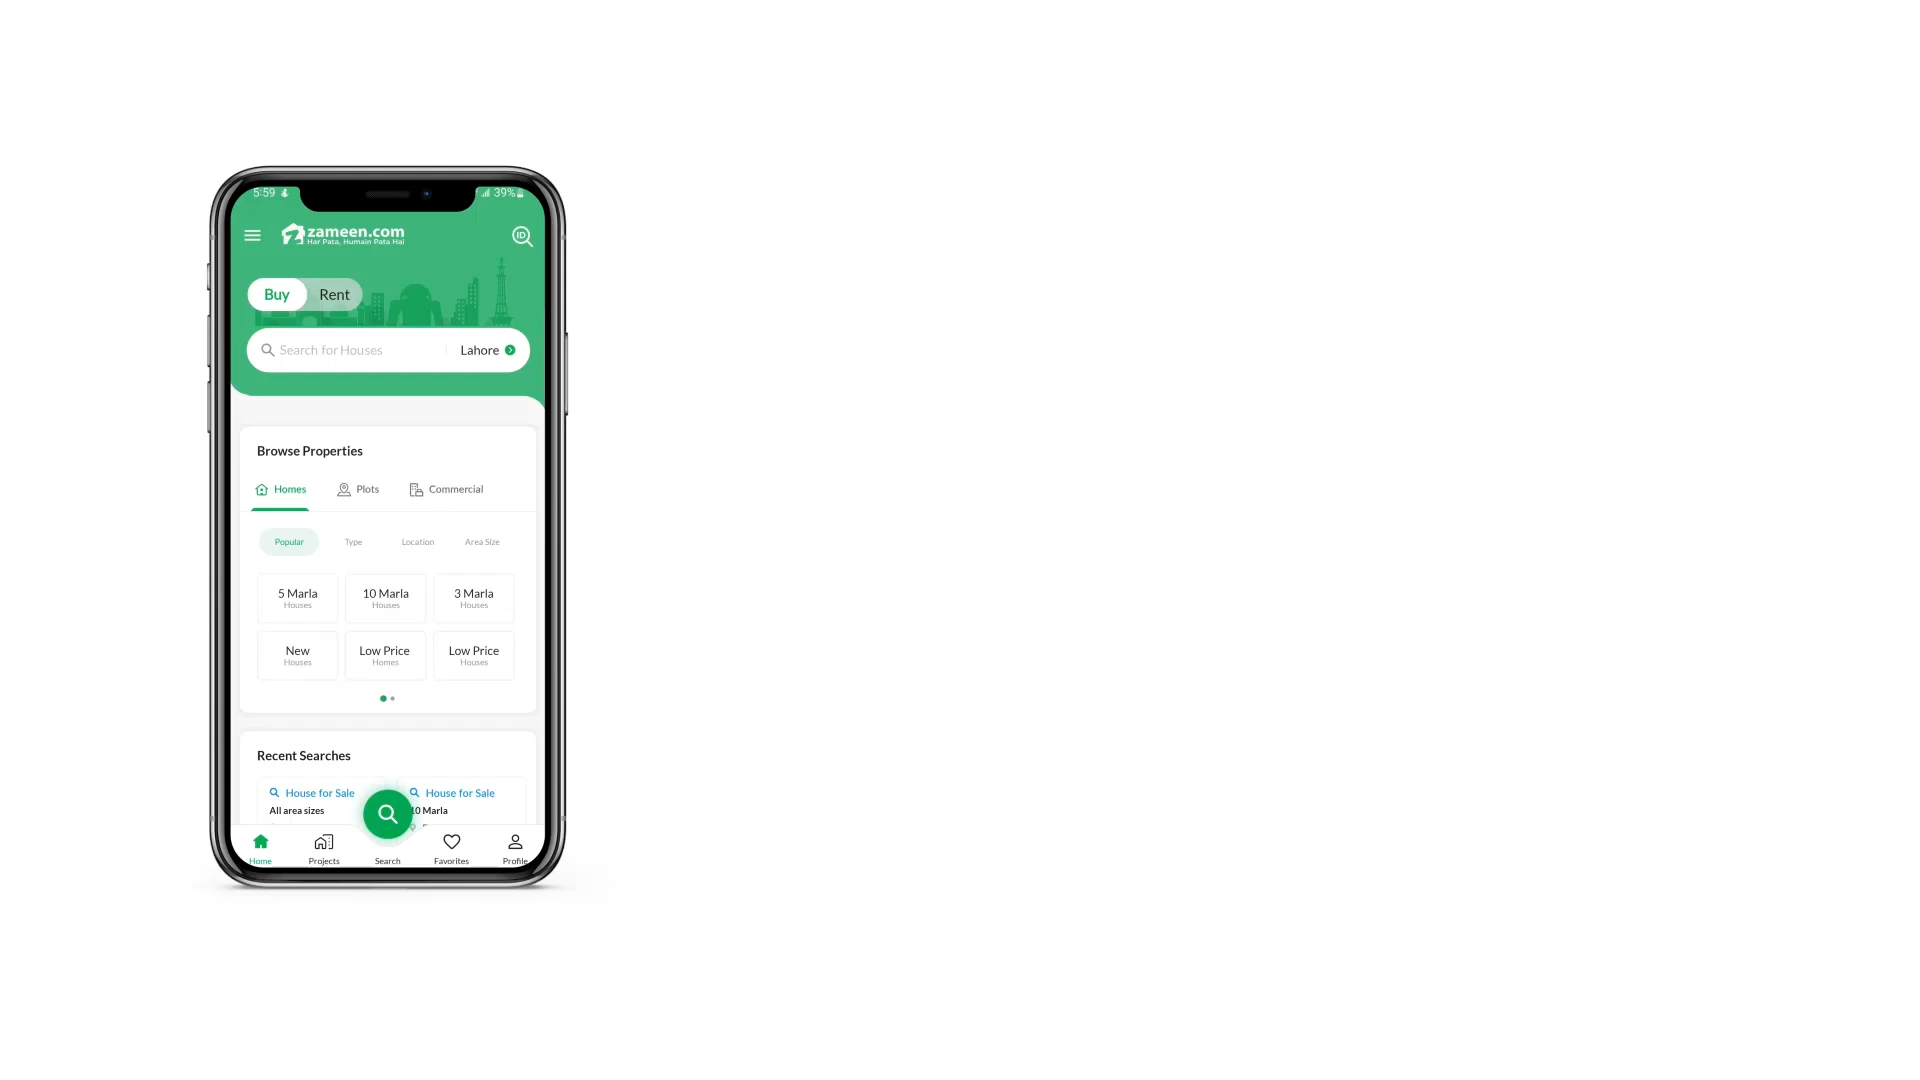 5:59 39%
zameen.com
Har Pata, Humain Pata Hai
ID
Buy Rent
Search for Houses Lahore
Browse Properties
Homes Plots Commercial
Popular Type Location Area Size
5 Marla 10 Marla 3 Marla
Houses Houses Houses
New Low Price Low Price
Houses Homes Houses
Recent Searches
House for Sale House for Sale
All area sizes 10 Marla
Home Projects Search Favorites Profile